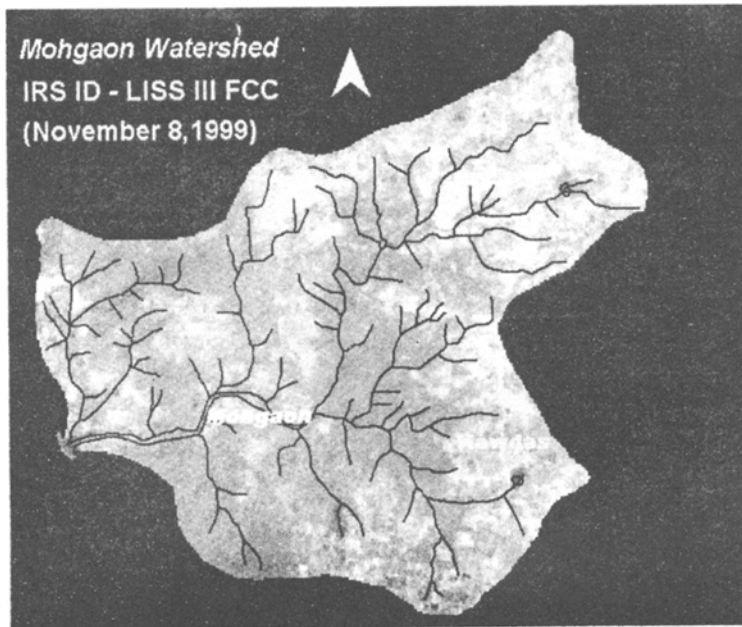 Mohgaon Watershed
IRS ID - LISS III FCC
(November 8,1999)
Mohgaon